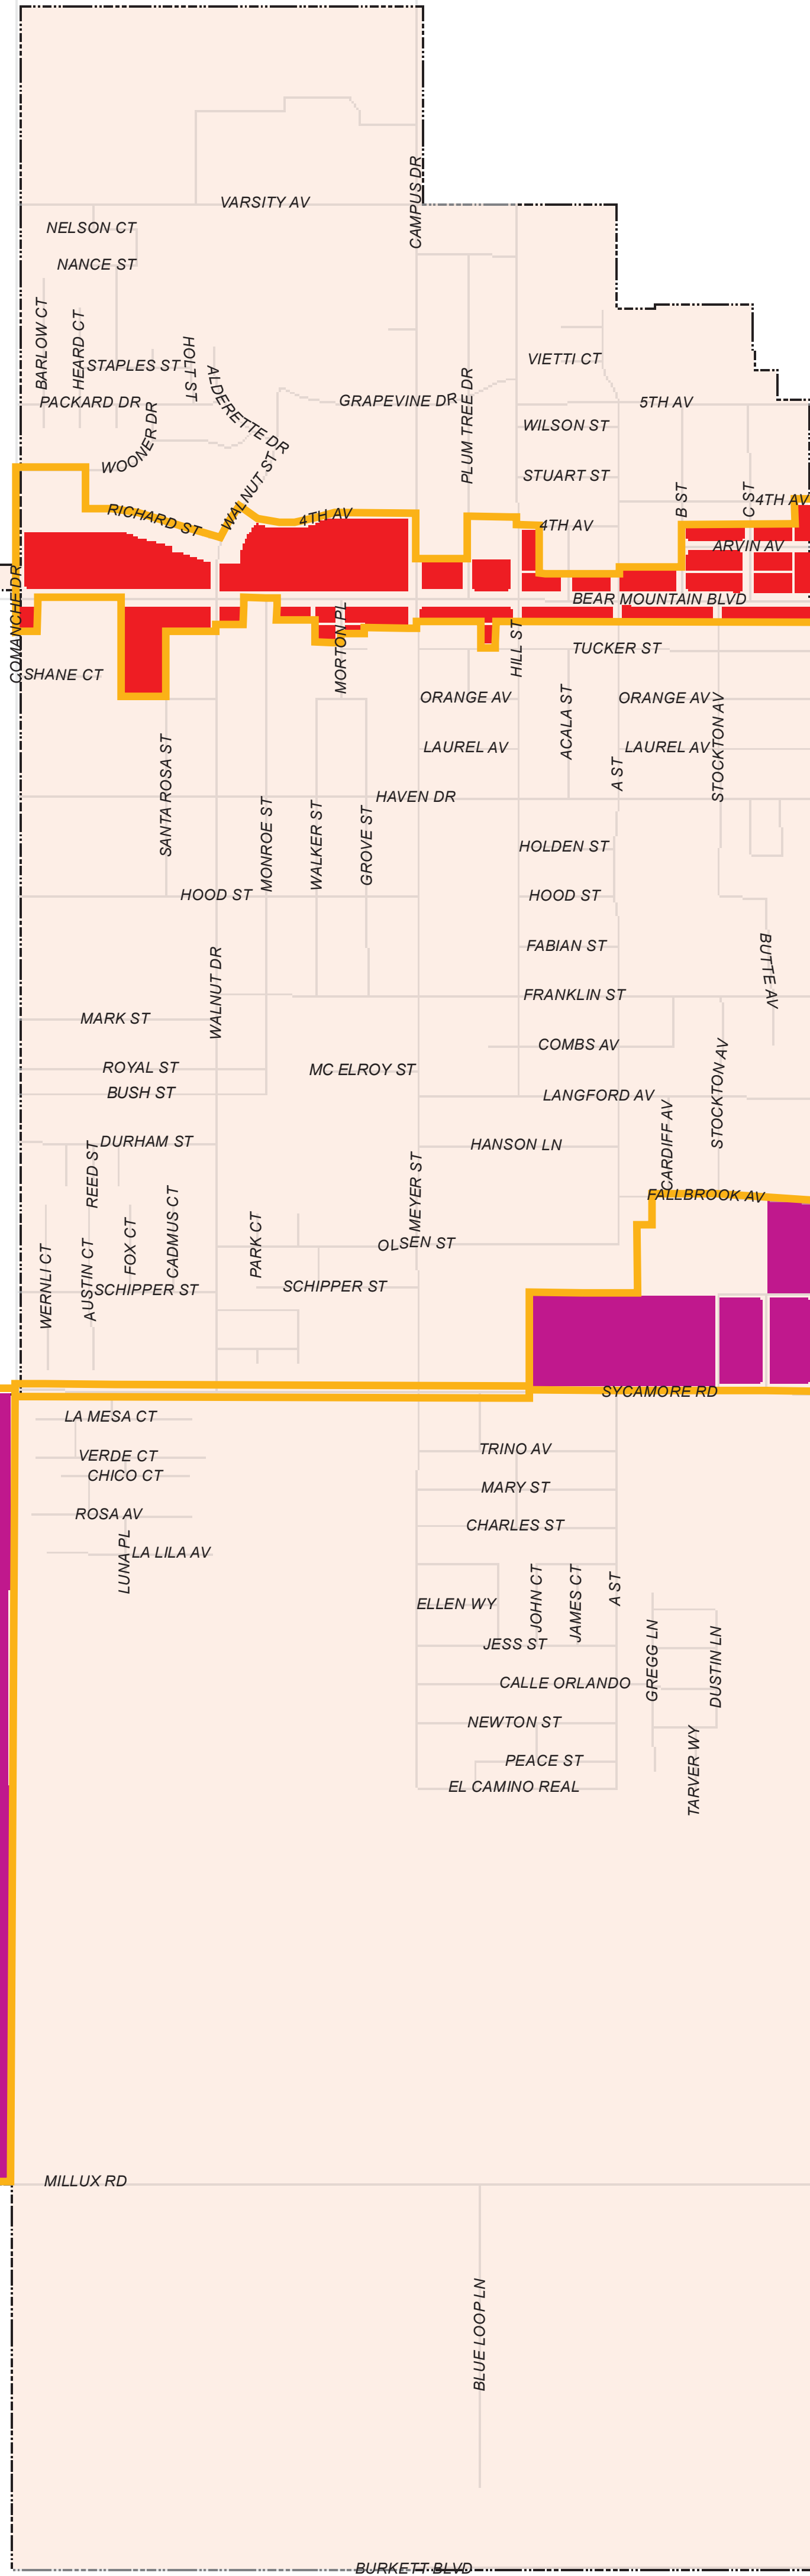 VARSITY AV
CAMPUS DR
NELSON CT
NANCE ST
BARLOW CT
HEARD CT
HOLT ST
STAPLES ST
ALDERETTE DR
VIETTI CT
PLUM TREE DR
PACKARD DR
GRAPEVINE DR
5TH AV
WOONER DR
WILSON ST
WALNUT ST
STUART ST
B ST
C ST
4TH AV
RICHARD ST
4TH AV
4TH AV
ARVIN AV
COMANCHE DR
BEAR MOUNTAIN BLVD
MORTON PL
HILL ST
TUCKER ST
SHANE CT
ORANGE AV
ACALA ST
ORANGE AV
STOCKTON AV
LAUREL AV
LAUREL AV
A ST
SANTA ROSA ST
HAVEN DR
MONROE ST
WALKER ST
GROVE ST
HOLDEN ST
HOOD ST
HOOD ST
FABIAN ST
BUTTE AV
WALNUT DR
FRANKLIN ST
MARK ST
COMBS AV
ROYAL ST
MC ELROY ST
STOCKTON AV
BUSH ST
LANGFORD AV
CARDIFF AV
DURHAM ST
HANSON LN
REED ST
MEYER ST
FALLBROOK AV
CADMUS CT
PARK CT
FOX CT
OLSEN ST
WERNLI CT
AUSTIN CT
SCHIPPER ST
SCHIPPER ST
SYCAMORE RD
LA MESA CT
TRINO AV
VERDE CT
CHICO CT
MARY ST
ROSA AV
CHARLES ST
LUNA PL
LA LILA AV
JOHN CT
JAMES CT
A ST
ELLEN WY
GREGG LN
DUSTIN LN
JESS ST
CALLE ORLANDO
NEWTON ST
PEACE ST
TARVER WY
EL CAMINO REAL
MILLUX RD
BLUE LOOP LN
BURKETT BLVD